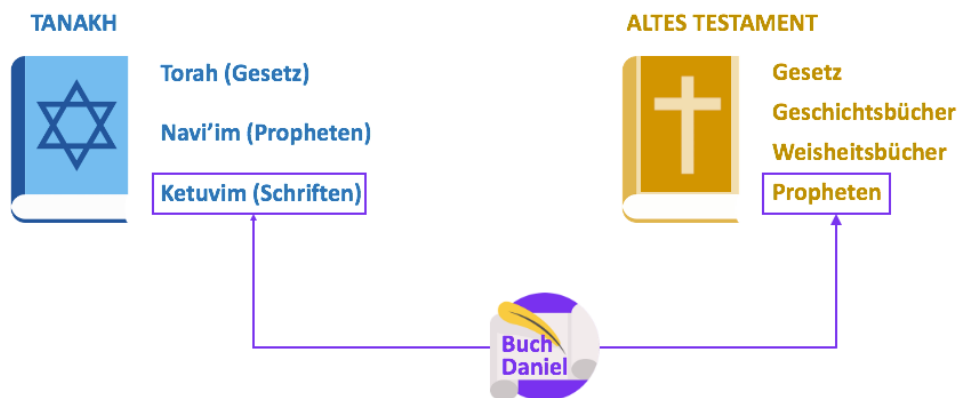 TANAKH
Torah (Gesetz)
Navi’im (Propheten)
Ketuvim (Schriften)
ALTES TESTAMENT
Gesetz
Geschichtsbücher
Weisheitsbücher
Propheten
Buch
Daniel